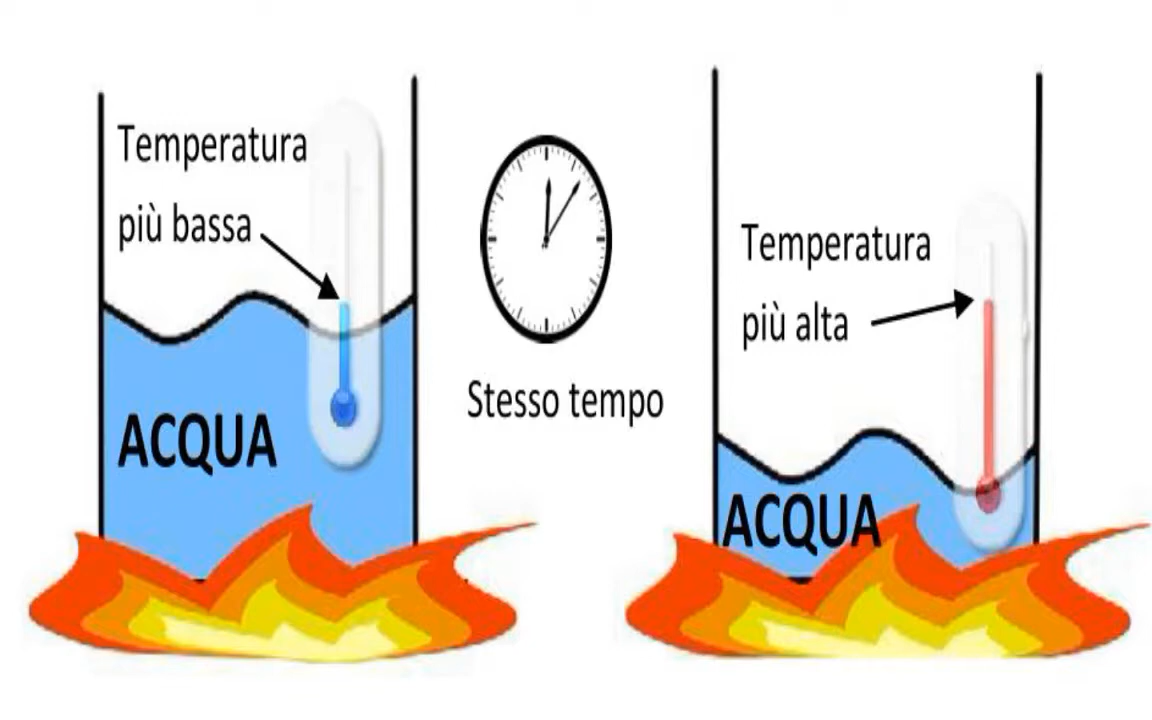 Temperatura
più bassa
ACQUA
Stesso tempo
Temperatura
più alta
ACQUA